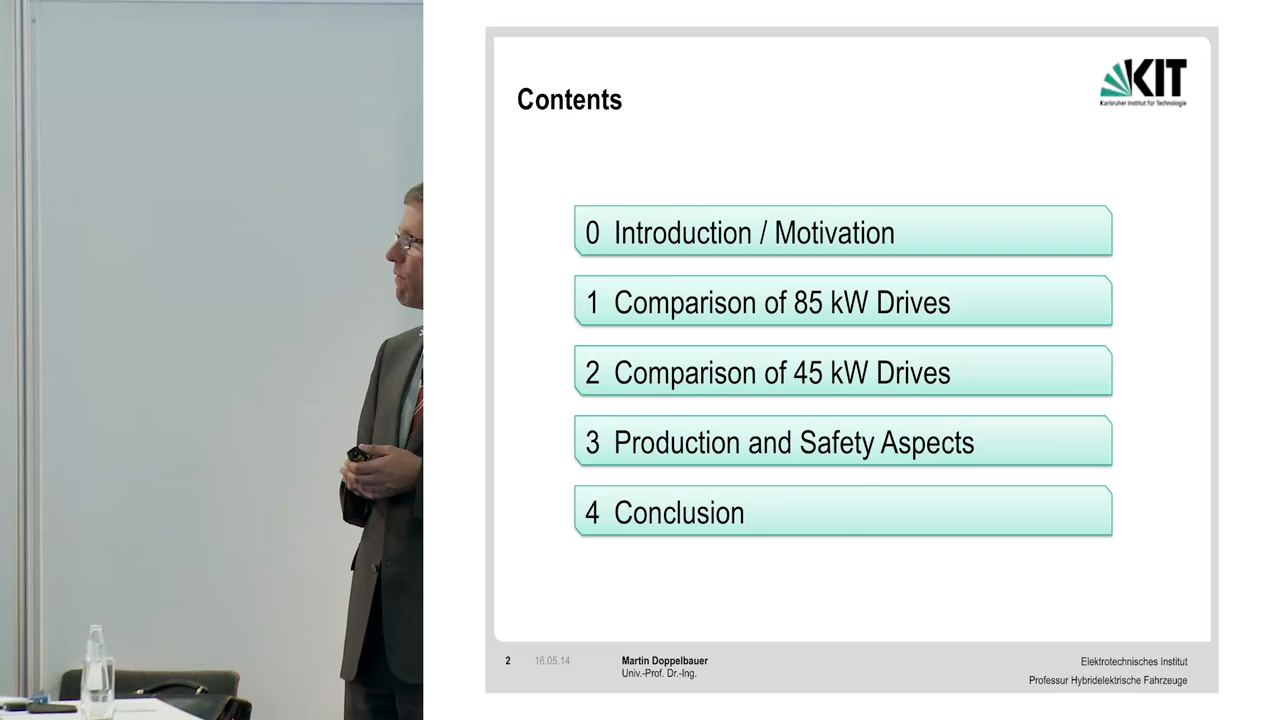 KIT
Karlsruher Institut für Technologie
Contents
0 Introduction / Motivation
1 Comparison of 85 kW Drives
2 Comparison of 45 kW Drives
3 Production and Safety Aspects
4 Conclusion
2 16.05.14 Martin Doppelbauer
Univ.-Prof. Dr.-Ing.
Elektrotechnisches Institut
Professur Hybridelektrische Fahrzeuge